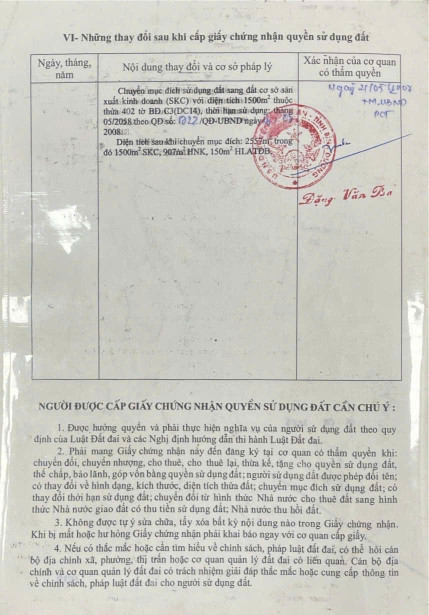 VI- Những thay đổi sau khi cấp giấy chứng nhận quyền sử dụng đất
Ngày, tháng, năm
Nội dung thay đổi và cơ sở pháp lý
Xác nhận của cơ quan có thẩm quyền
Chuyển mục đích sử dụng đất sang đất cơ sở sản
xuất kinh doanh (SKC) với diện tích 1500m² thuộc
thửa 402 tờ BĐ C3(DC14), thời hạn sử dụng: tháng
05/2058 theo QĐ số: /QĐ-UBND ngày
2008.
Diện tích sau khi chuyển mục đích: 2557m² trong
đó 1500m² SKC, 907m² HNK, 150m² HLATĐB.
Ngày 21/05/
TM, UBND
PCT
Đặng Văn Ba
NGƯỜI ĐƯỢC CẤP GIẤY CHỨNG NHẬN QUYỀN SỬ DỤNG ĐẤT CẦN CHÚ Ý :
1. Được hưởng quyền và phải thực hiện nghĩa vụ của người sử dụng đất theo quy
định của Luật Đất đai và các Nghị định hướng dẫn thi hành Luật Đất đai.
2. Phải mang Giấy chứng nhận này đến đăng ký tại cơ quan có thẩm quyền khi:
chuyển đổi, chuyển nhượng, cho thuê, cho thuê lại, thừa kế, tặng cho quyền sử dụng đất,
thế chấp, bảo lãnh, góp vốn bằng quyền sử dụng đất; người sử dụng đất được phép đổi tên;
có thay đổi về hình dạng, kích thước, diện tích thửa đất; chuyển mục đích sử dụng đất; có
thay đổi thời hạn sử dụng đất; chuyển đổi từ hình thức Nhà nước cho thuê đất sang hình
thức Nhà nước giao đất có thu tiền sử dụng đất; Nhà nước thu hồi đất.
3. Không được tự ý sửa chữa, tẩy xóa bất kỳ nội dung nào trong Giấy chứng nhận.
Khi bị mất hoặc hư hỏng Giấy chứng nhận phải khai báo ngay với cơ quan cấp giấy.
4. Nếu có thắc mắc hoặc cần tìm hiểu về chính sách, pháp luật đất đai, có thể hỏi cán
bộ địa chính xã, phường, thị trấn hoặc cơ quan quản lý đất đai có liên quan. Cán bộ địa
chính và cơ quan quản lý đất đai có trách nhiệm giải đáp thắc mắc hoặc cung cấp thông tin
về chính sách, pháp luật đất đai cho người sử dụng đất.